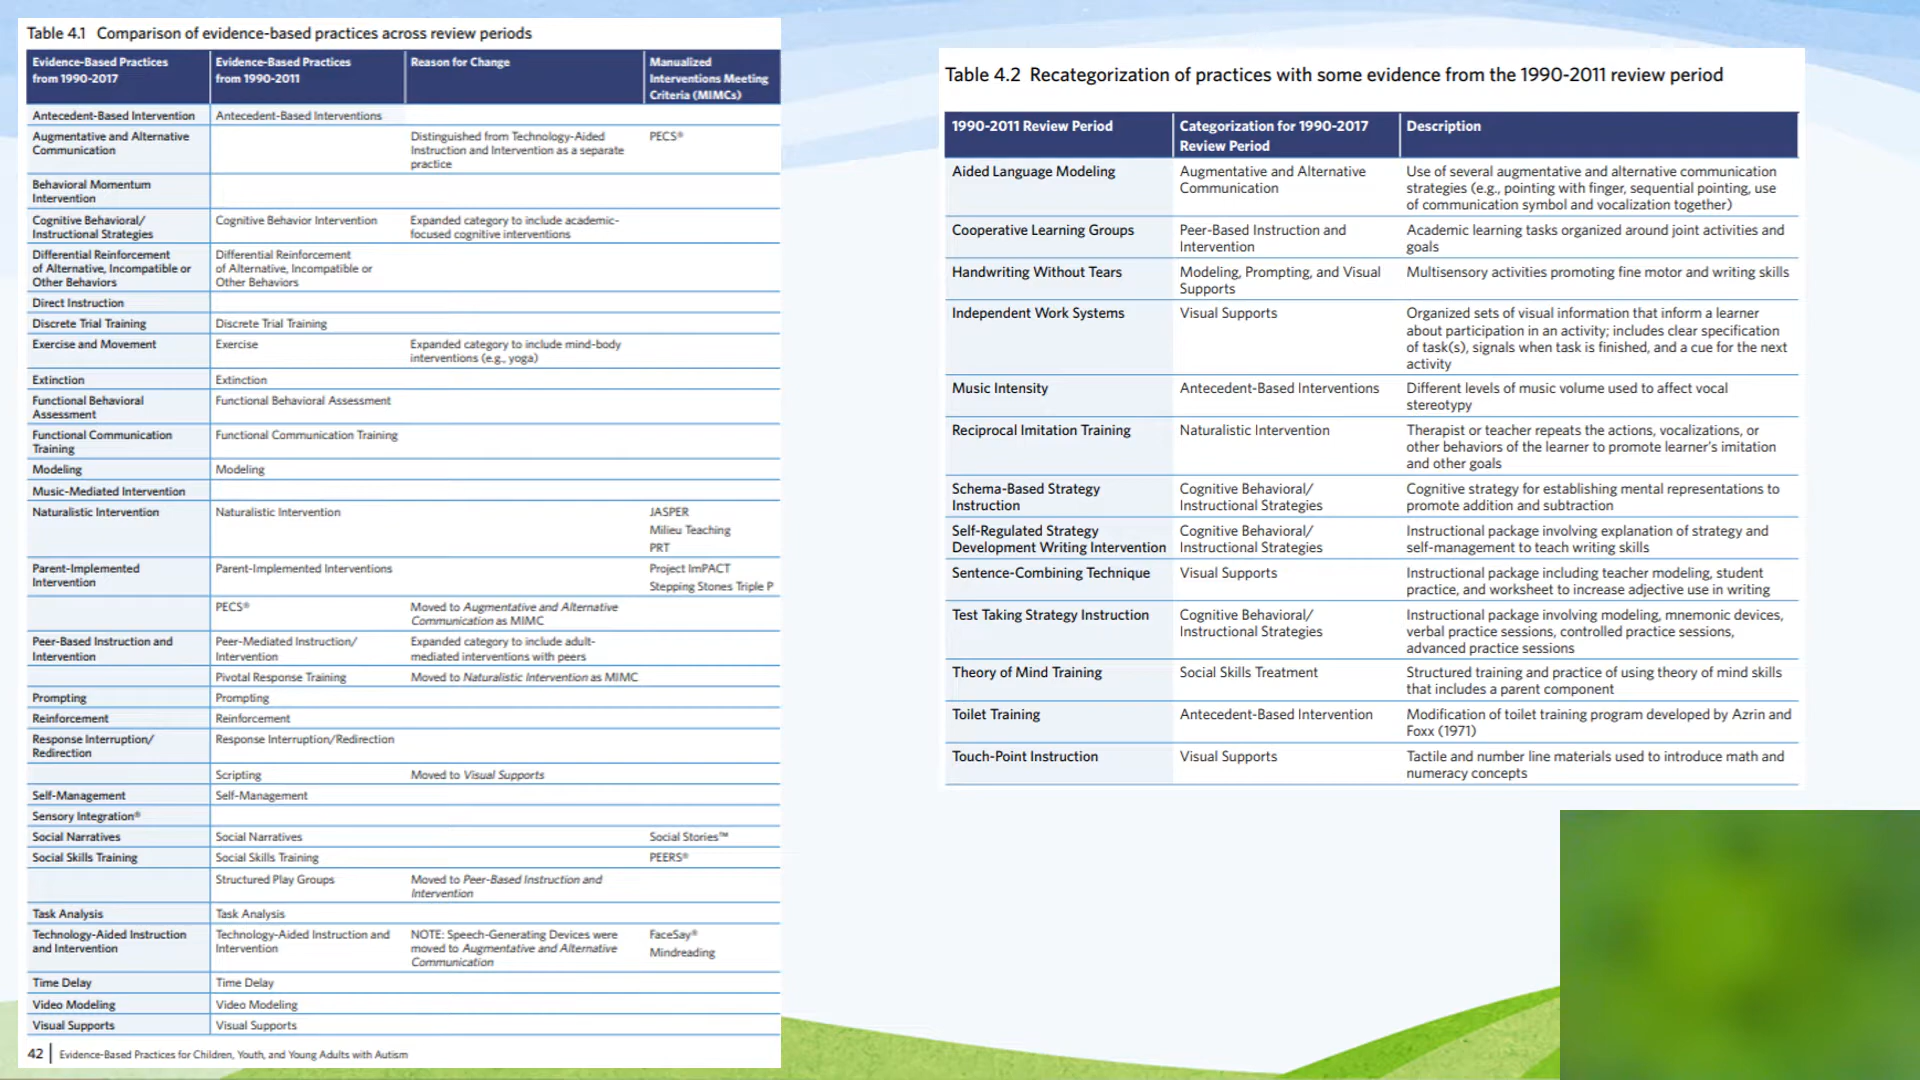 Table 4.1 Comparison of evidence-based practices across review periods
Evidence-Based Practices from 1990-2017 | Evidence-Based Practices from 1990-2011 | Reason for Change | Manualized Interventions Meeting Criteria (MIMCs)
Antecedent-Based Intervention | Antecedent-Based Interventions
Augmentative and Alternative Communication | Distinguished from Technology-Aided Instruction and Intervention as a separate practice | PECS®
Behavioral Momentum Intervention
Cognitive Behavioral/ Instructional Strategies | Cognitive Behavior Intervention | Expanded category to include academic-focused cognitive interventions
Differential Reinforcement of Alternative, Incompatible or Other Behaviors | Differential Reinforcement of Alternative, Incompatible or Other Behaviors
Direct Instruction
Discrete Trial Training | Discrete Trial Training
Exercise and Movement | Exercise | Expanded category to include mind-body interventions (e.g., yoga)
Extinction | Extinction
Functional Behavioral Assessment | Functional Behavioral Assessment
Functional Communication Training | Functional Communication Training
Modeling | Modeling
Music-Mediated Intervention
Naturalistic Intervention | Naturalistic Intervention | JASPER
Milieu Teaching
PRT
Parent-Implemented Intervention | Parent-Implemented Interventions | Project ImPACT
Stepping Stones Triple P
PECS® | Moved to Augmentative and Alternative Communication as MIMC
Peer-Based Instruction and Intervention | Peer-Mediated Instruction/ Intervention | Expanded category to include adult-mediated interventions with peers
Pivotal Response Training | Moved to Naturalistic Intervention as MIMC
Prompting | Prompting
Reinforcement | Reinforcement
Response Interruption/ Redirection | Response Interruption/Redirection
Scripting | Moved to Visual Supports
Self-Management | Self-Management
Sensory Integration®
Social Narratives | Social Narratives | Social Stories™
Social Skills Training | Social Skills Training | PEERS®
Structured Play Groups | Moved to Peer-Based Instruction and Intervention
Task Analysis | Task Analysis
Technology-Aided Instruction and Intervention | Technology-Aided Instruction and Intervention | NOTE: Speech-Generating Devices were moved to Augmentative and Alternative Communication | FaceSay®
Mindreading
Time Delay | Time Delay
Video Modeling | Video Modeling
Visual Supports | Visual Supports
42 | Evidence-Based Practices for Children, Youth, and Young Adults with Autism
Table 4.2 Recategorization of practices with some evidence from the 1990-2011 review period
1990-2011 Review Period | Categorization for 1990-2017 Review Period | Description
Aided Language Modeling | Augmentative and Alternative Communication | Use of several augmentative and alternative communication strategies (e.g., pointing with finger, sequential pointing, use of communication symbol and vocalization together)
Cooperative Learning Groups | Peer-Based Instruction and Intervention | Academic learning tasks organized around joint activities and goals
Handwriting Without Tears | Modeling, Prompting, and Visual Supports | Multisensory activities promoting fine motor and writing skills
Independent Work Systems | Visual Supports | Organized sets of visual information that inform a learner about participation in an activity; includes clear specification of task(s), signals when task is finished, and a cue for the next activity
Music Intensity | Antecedent-Based Interventions | Different levels of music volume used to affect vocal stereotypy
Reciprocal Imitation Training | Naturalistic Intervention | Therapist or teacher repeats the actions, vocalizations, or other behaviors of the learner to promote learner's imitation and other goals
Schema-Based Strategy Instruction | Cognitive Behavioral/ Instructional Strategies | Cognitive strategy for establishing mental representations to promote addition and subtraction
Self-Regulated Strategy Development Writing Intervention | Cognitive Behavioral/ Instructional Strategies | Instructional package involving explanation of strategy and self-management to teach writing skills
Sentence-Combining Technique | Visual Supports | Instructional package including teacher modeling, student practice, and worksheet to increase adjective use in writing
Test Taking Strategy Instruction | Cognitive Behavioral/ Instructional Strategies | Instructional package involving modeling, mnemonic devices, verbal practice sessions, controlled practice sessions, advanced practice sessions
Theory of Mind Training | Social Skills Treatment | Structured training and practice of using theory of mind skills that includes a parent component
Toilet Training | Antecedent-Based Intervention | Modification of toilet training program developed by Azrin and Foxx (1971)
Touch-Point Instruction | Visual Supports | Tactile and number line materials used to introduce math and numeracy concepts